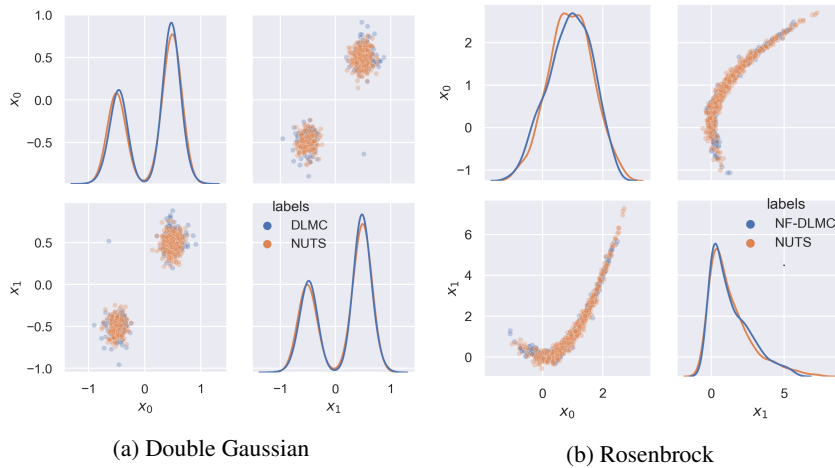 1.0
0.5
0.0
−0.5
x0
0.5
0.0
−0.5
−1.0
x1
−1 0 1
x0
−1 0 1
x1
labels
DLMC
NUTS
(a) Double Gaussian
2
1
0
−1
x0
6
4
2
0
x1
0 2
x0
0 5
x1
labels
NF-DLMC
NUTS
(b) Rosenbrock